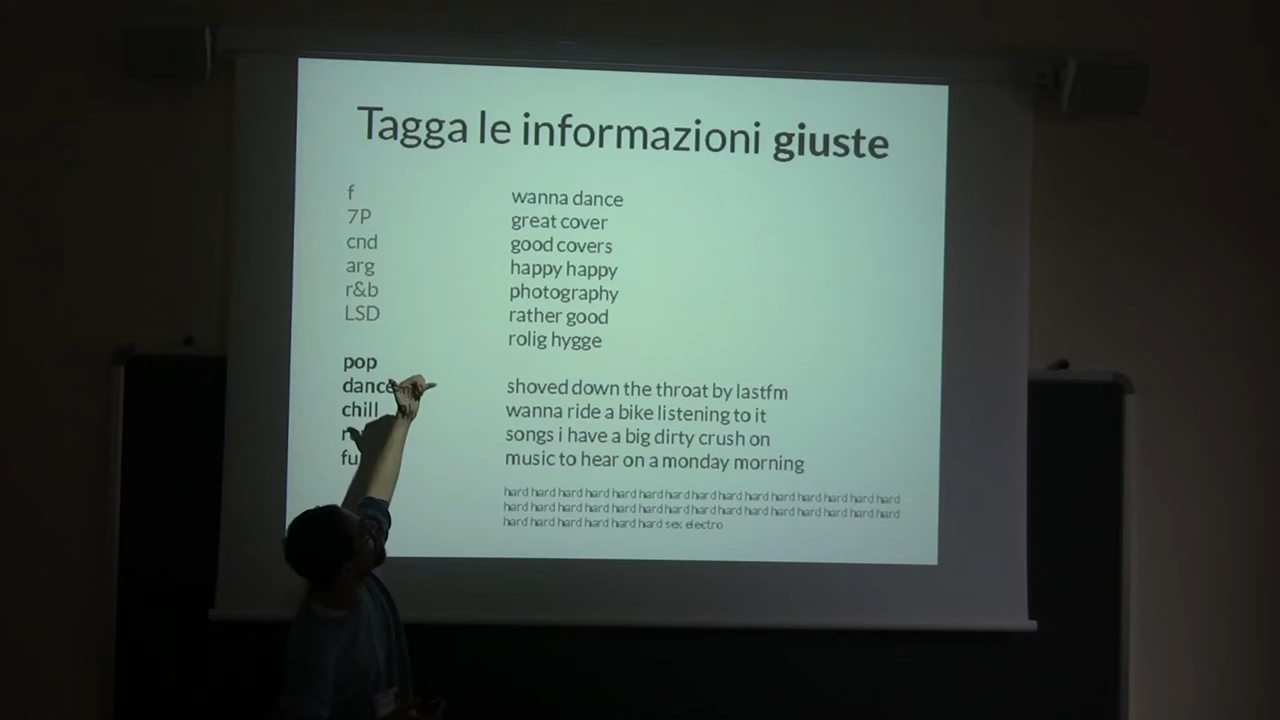 Tagga le informazioni giuste
f
7P
cnd
arg
r&b
LSD
pop
dance
chill
wanna dance
great cover
good covers
happy happy
photography
rather good
rolig hygge
shoved down the throat by lastfm
wanna ride a bike listening to it
songs i have a big dirty crush on
music to hear on a monday morning
hard hard hard hard hard hard hard hard hard hard hard hard hard hard hard
hard hard hard hard hard hard hard hard hard hard hard hard hard hard hard
hard hard hard hard hard hard sex electro